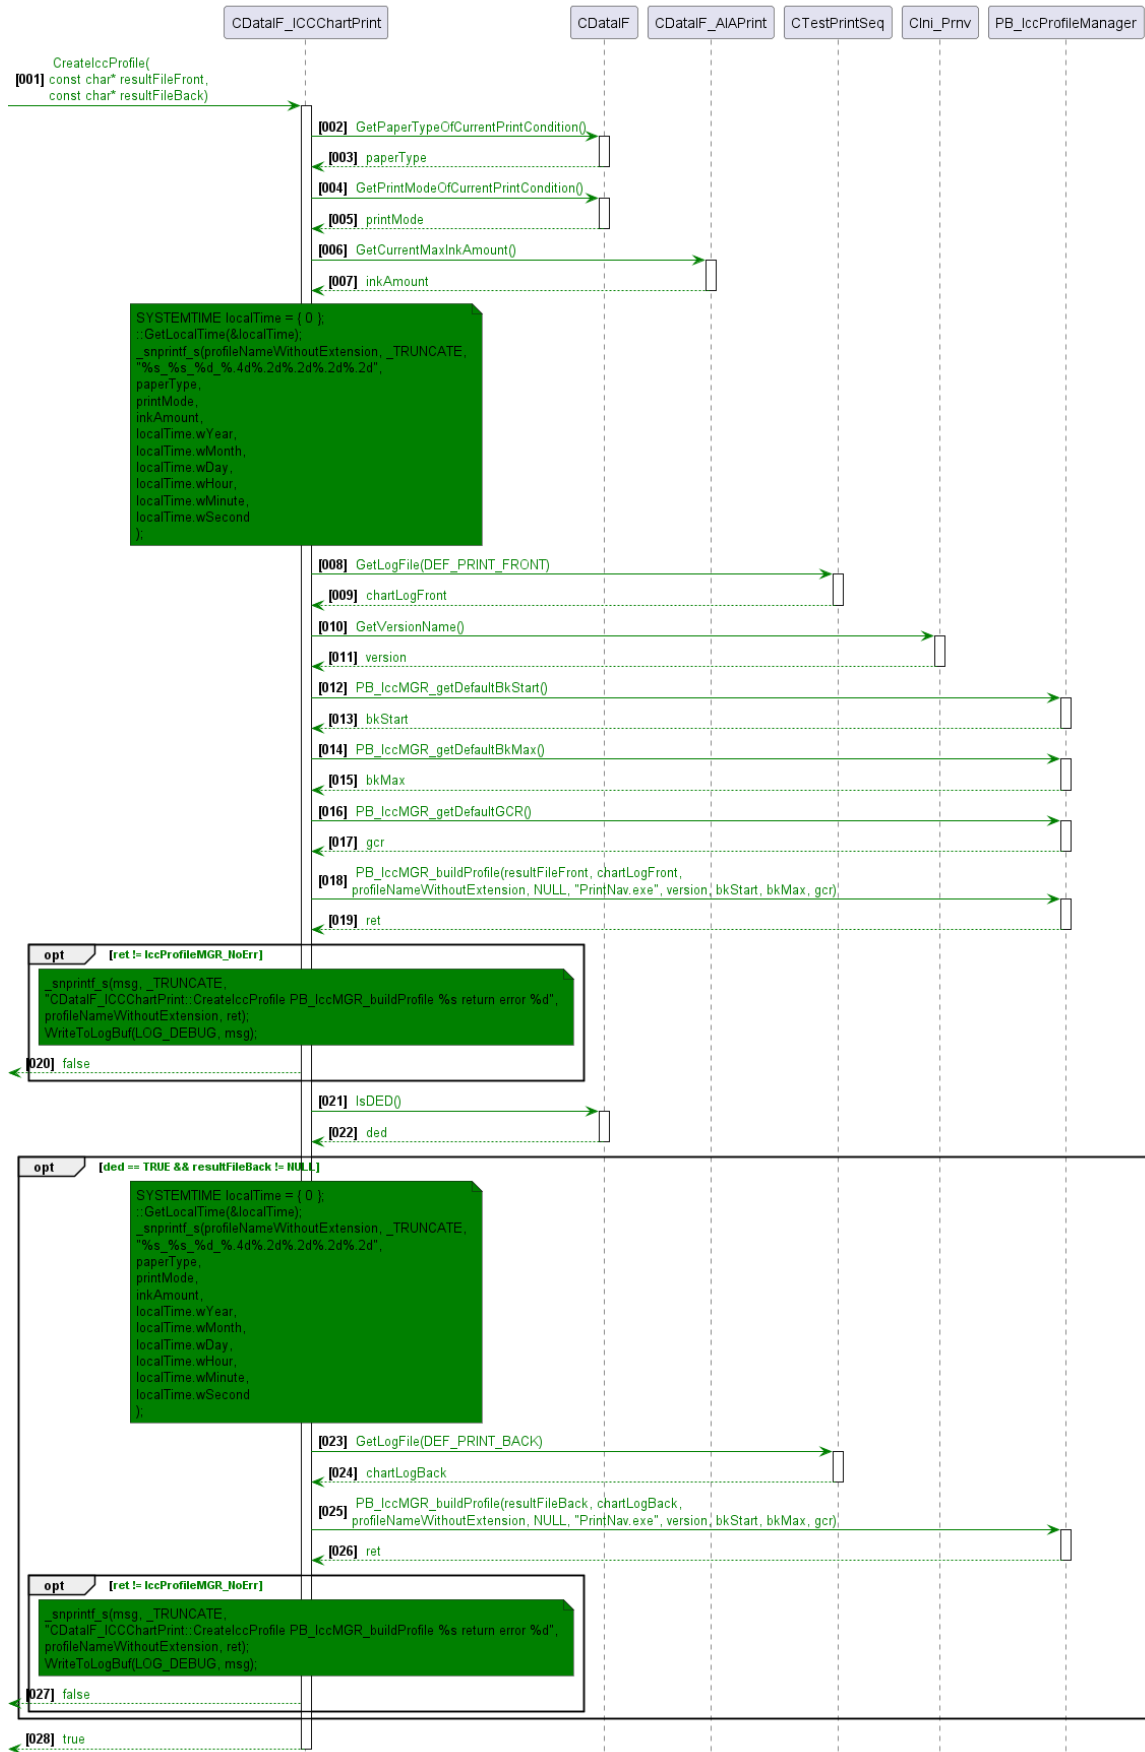 CDataIF_ICCChartPrint
CDataIF
CDataIF_AIAPrint
CTestPrintSeq
CIni_Prnv
PB_IccProfileManager
CreateIccProfile(
[001] const char* resultFileFront,
const char* resultFileBack)
[002] GetPaperTypeOfCurrentPrintCondition()
[003] paperType
[004] GetPrintModeOfCurrentPrintCondition()
[005] printMode
[006] GetCurrentMaxInkAmount()
[007] inkAmount
SYSTEMTIME localTime = { 0 };
::GetLocalTime(&localTime);
_snprintf_s(profileNameWithoutExtension, _TRUNCATE,
"%s_%s_%d_%.4d%.2d%.2d%.2d%.2d",
paperType,
printMode,
inkAmount,
localTime.wYear,
localTime.wMonth,
localTime.wDay,
localTime.wHour,
localTime.wMinute,
localTime.wSecond
);
[008] GetLogFile(DEF_PRINT_FRONT)
[009] chartLogFront
[010] GetVersionName()
[011] version
[012] PB_IccMGR_getDefaultBkStart()
[013] bkStart
[014] PB_IccMGR_getDefaultBkMax()
[015] bkMax
[016] PB_IccMGR_getDefaultGCR()
[017] gcr
[018] PB_IccMGR_buildProfile(resultFileFront, chartLogFront,
profileNameWithoutExtension, NULL, "PrintNav.exe", version, bkStart, bkMax, gcr)
[019] ret
opt [ret != IccProfileMGR_NoErr]
_snprintf_s(msg, _TRUNCATE,
"CDataIF_ICCChartPrint::CreateIccProfile PB_IccMGR_buildProfile %s return error %d",
profileNameWithoutExtension, ret);
WriteToLogBuf(LOG_DEBUG, msg);
[020] false
[021] IsDED()
[022] ded
opt [ded == TRUE && resultFileBack != NULL]
SYSTEMTIME localTime = { 0 };
::GetLocalTime(&localTime);
_snprintf_s(profileNameWithoutExtension, _TRUNCATE,
"%s_%s_%d_%.4d%.2d%.2d%.2d%.2d",
paperType,
printMode,
inkAmount,
localTime.wYear,
localTime.wMonth,
localTime.wDay,
localTime.wHour,
localTime.wMinute,
localTime.wSecond
);
[023] GetLogFile(DEF_PRINT_BACK)
[024] chartLogBack
[025] PB_IccMGR_buildProfile(resultFileBack, chartLogBack,
profileNameWithoutExtension, NULL, "PrintNav.exe", version, bkStart, bkMax, gcr)
[026] ret
opt [ret != IccProfileMGR_NoErr]
_snprintf_s(msg, _TRUNCATE,
"CDataIF_ICCChartPrint::CreateIccProfile PB_IccMGR_buildProfile %s return error %d",
profileNameWithoutExtension, ret);
WriteToLogBuf(LOG_DEBUG, msg);
[027] false
[028] true